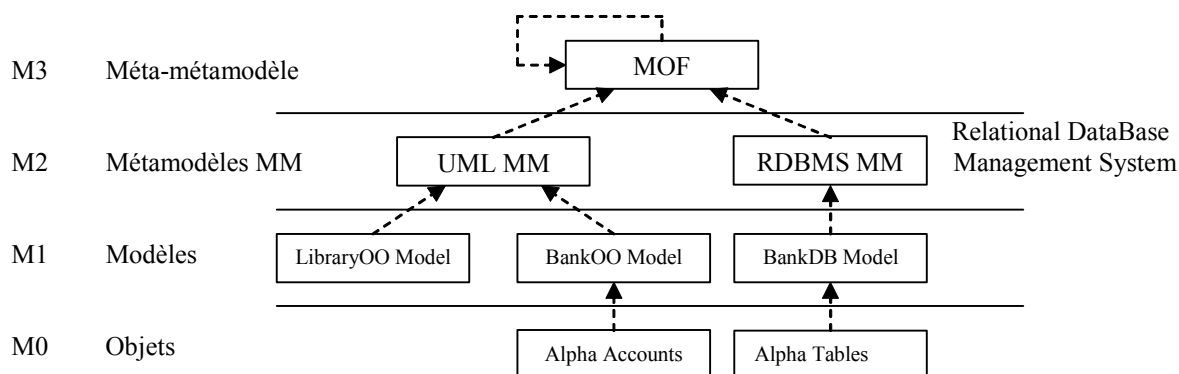 M3 Méta-métamodèle MOF
Relational DataBase
M2 Métamodèles MM UML MM RDBMS MM Management System
M1 Modèles LibraryOO Model BankOO Model BankDB Model
M0 Objets Alpha Accounts Alpha Tables